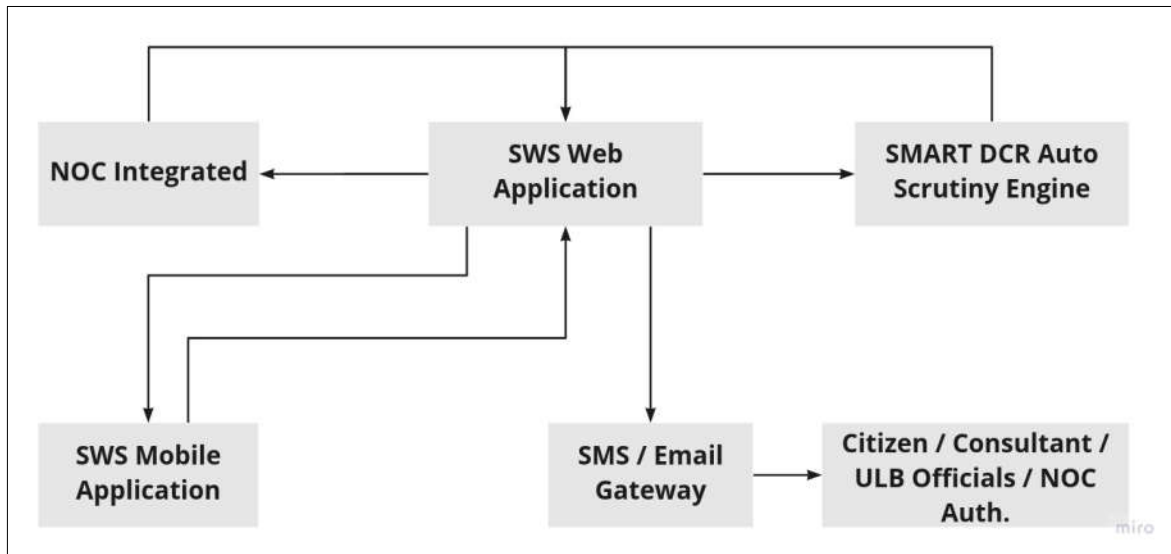 NOC Integrated
SWS Web
Application
SMART DCR Auto
Scrutiny Engine
SWS Mobile
Application
SMS / Email
Gateway
Citizen / Consultant /
ULB Officials / NOC
Auth.
miro